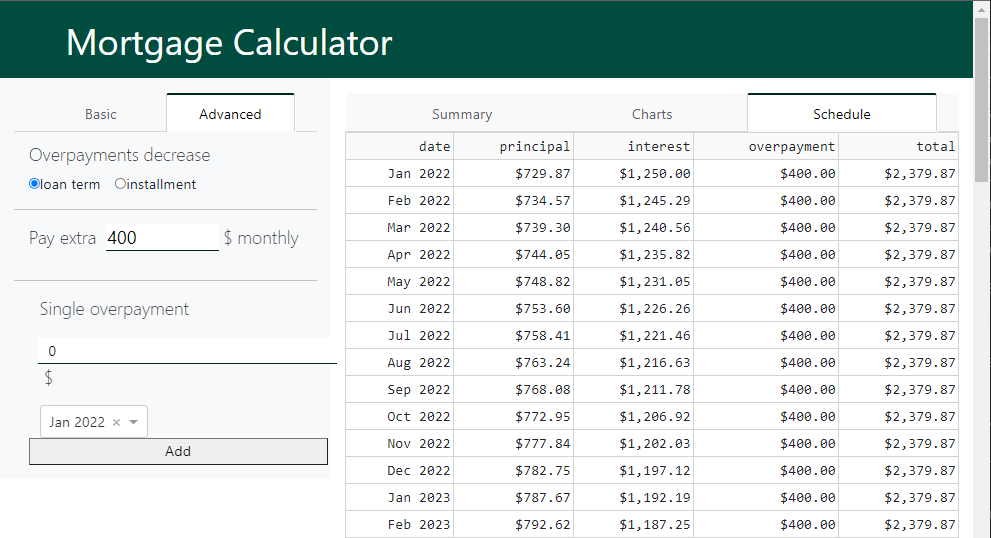 Mortgage Calculator
Basic Advanced
Overpayments decrease
loan term installment
Pay extra 400 $ monthly
Single overpayment
0
$
Jan 2022 ×
Add
Summary Charts Schedule
date principal interest overpayment total
Jan 2022 $729.87 $1,250.00 $400.00 $2,379.87
Feb 2022 $734.57 $1,245.29 $400.00 $2,379.87
Mar 2022 $739.30 $1,240.56 $400.00 $2,379.87
Apr 2022 $744.05 $1,235.82 $400.00 $2,379.87
May 2022 $748.82 $1,231.05 $400.00 $2,379.87
Jun 2022 $753.60 $1,226.26 $400.00 $2,379.87
Jul 2022 $758.41 $1,221.46 $400.00 $2,379.87
Aug 2022 $763.24 $1,216.63 $400.00 $2,379.87
Sep 2022 $768.08 $1,211.78 $400.00 $2,379.87
Oct 2022 $772.95 $1,206.92 $400.00 $2,379.87
Nov 2022 $777.84 $1,202.03 $400.00 $2,379.87
Dec 2022 $782.75 $1,197.12 $400.00 $2,379.87
Jan 2023 $787.67 $1,192.19 $400.00 $2,379.87
Feb 2023 $792.62 $1,187.25 $400.00 $2,379.87